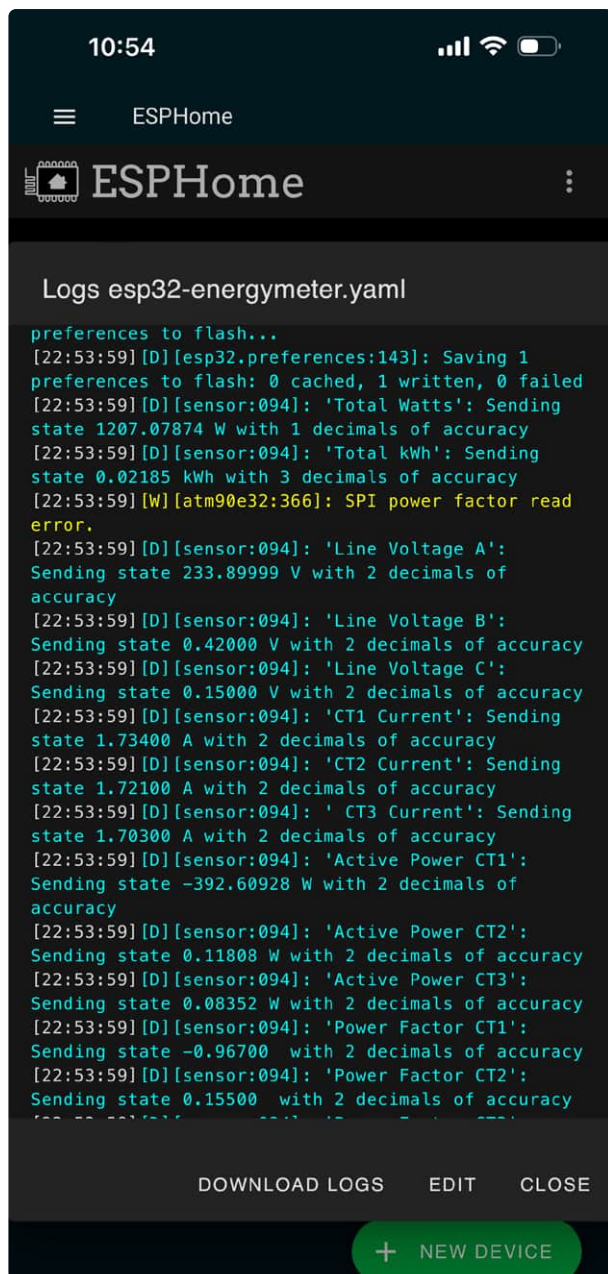 10:54
ESPHome
ESPHome
Logs esp32-energymeter.yaml
preferences to flash...
[22:53:59][D][esp32.preferences:143]: Saving 1
preferences to flash: 0 cached, 1 written, 0 failed
[22:53:59][D][sensor:094]: 'Total Watts': Sending
state 1207.07874 W with 1 decimals of accuracy
[22:53:59][D][sensor:094]: 'Total kWh': Sending
state 0.02185 kWh with 3 decimals of accuracy
[22:53:59][W][atm90e32:366]: SPI power factor read
error.
[22:53:59][D][sensor:094]: 'Line Voltage A':
Sending state 233.89999 V with 2 decimals of
accuracy
[22:53:59][D][sensor:094]: 'Line Voltage B':
Sending state 0.42000 V with 2 decimals of accuracy
[22:53:59][D][sensor:094]: 'Line Voltage C':
Sending state 0.15000 V with 2 decimals of accuracy
[22:53:59][D][sensor:094]: 'CT1 Current': Sending
state 1.73400 A with 2 decimals of accuracy
[22:53:59][D][sensor:094]: 'CT2 Current': Sending
state 1.72100 A with 2 decimals of accuracy
[22:53:59][D][sensor:094]: ' CT3 Current': Sending
state 1.70300 A with 2 decimals of accuracy
[22:53:59][D][sensor:094]: 'Active Power CT1':
Sending state -392.60928 W with 2 decimals of
accuracy
[22:53:59][D][sensor:094]: 'Active Power CT2':
Sending state 0.11808 W with 2 decimals of accuracy
[22:53:59][D][sensor:094]: 'Active Power CT3':
Sending state 0.08352 W with 2 decimals of accuracy
[22:53:59][D][sensor:094]: 'Power Factor CT1':
Sending state -0.96700  with 2 decimals of accuracy
[22:53:59][D][sensor:094]: 'Power Factor CT2':
Sending state 0.15500  with 2 decimals of accuracy
DOWNLOAD LOGS EDIT CLOSE
+ NEW DEVICE